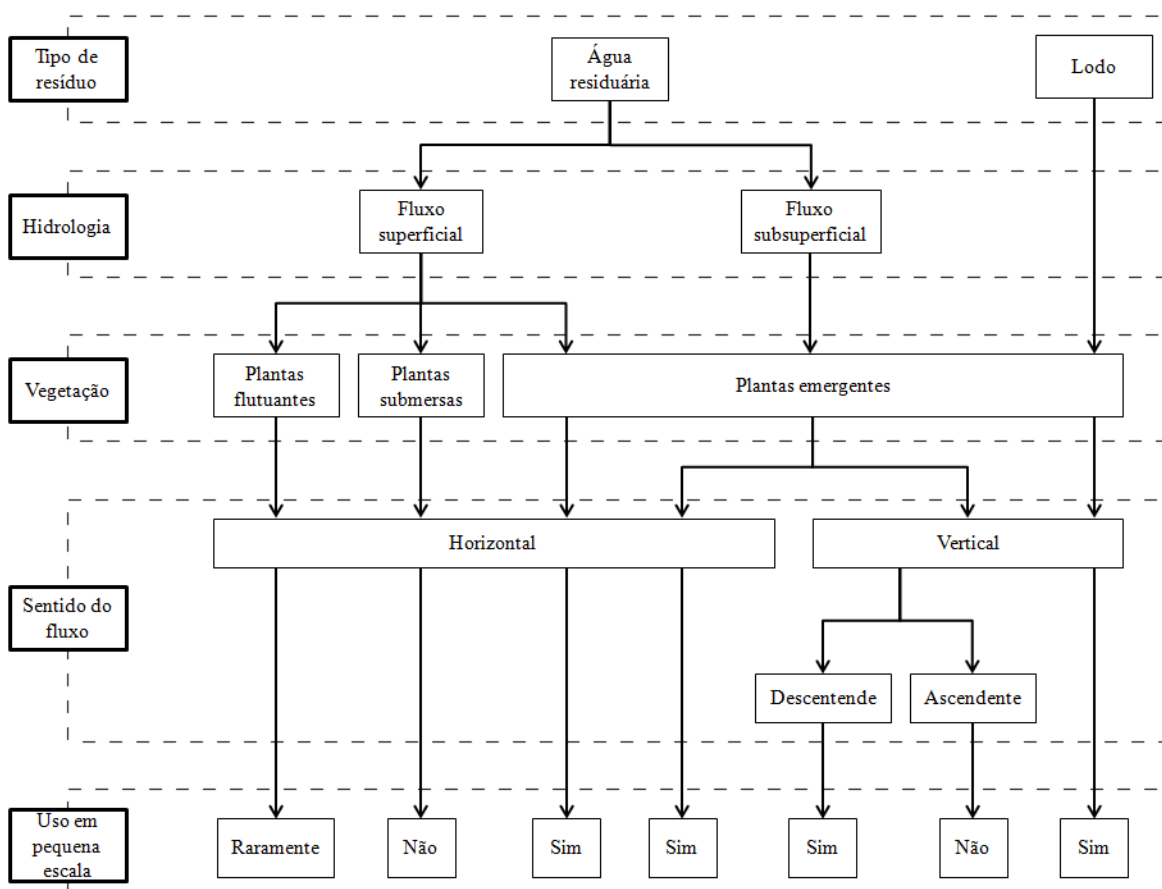 Tipo de
resíduo
Água
residuária
Lodo
Hidrologia
Fluxo
superficial
Fluxo
subsuperficial
Vegetação
Plantas
flutuantes
Plantas
submersas
Plantas emergentes
Sentido do
fluxo
Horizontal
Vertical
Descentende
Ascendente
Uso em
pequena
escala
Raramente
Não
Sim
Sim
Sim
Não
Sim